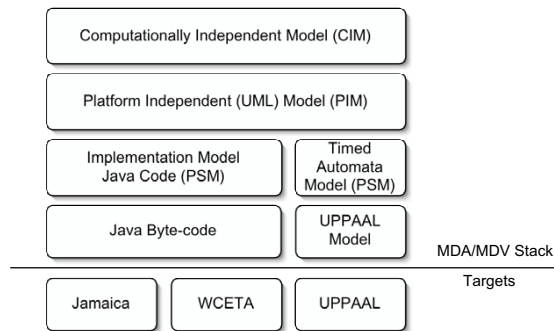 Computationally Independent Model (CIM)
Platform Independent (UML) Model (PIM)
Implementation Model
Java Code (PSM)
Timed
Automata
Model (PSM)
Java Byte-code
UPPAAL
Model
MDA/MDV Stack
Targets
Jamaica
WCETA
UPPAAL